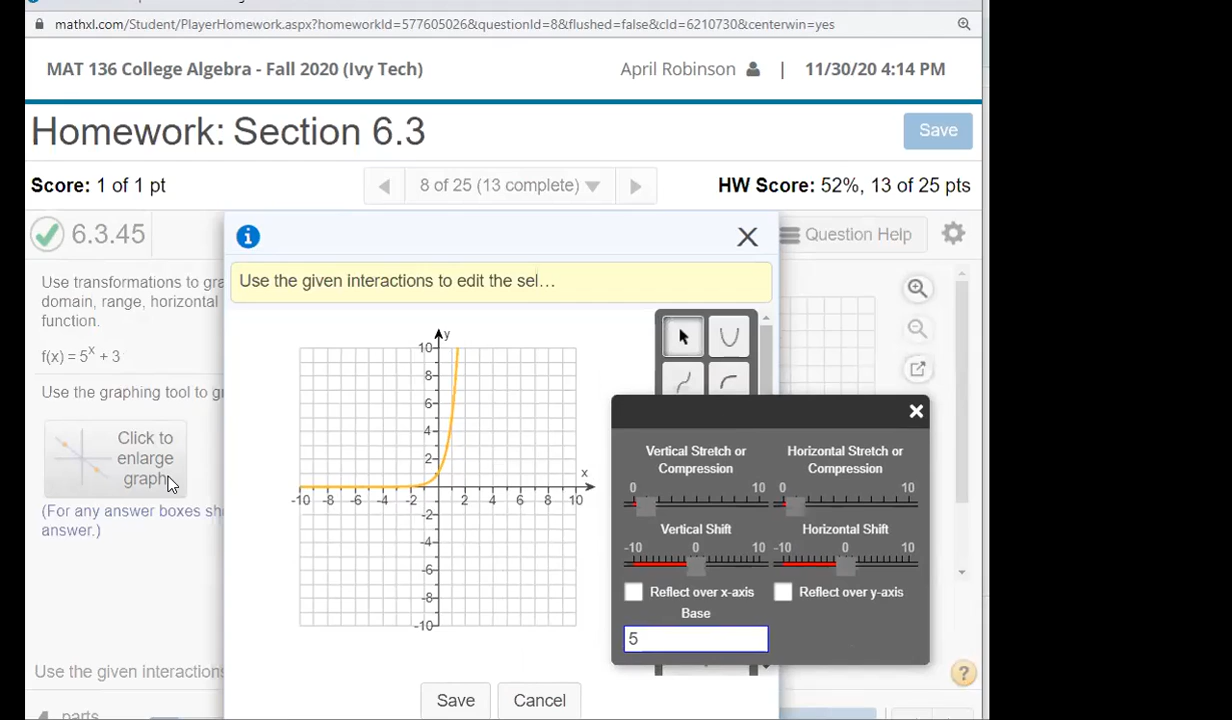 mathxl.com/Student/PlayerHomework.aspx?homeworkId=577605026&questionId=8&flushed=false&cId=6210730&centerwin=yes
MAT 136 College Algebra - Fall 2020 (Ivy Tech)
April Robinson | 11/30/20 4:14 PM
Homework: Section 6.3
Save
Score: 1 of 1 pt
8 of 25 (13 complete)
HW Score: 52%, 13 of 25 pts
6.3.45
Question Help
Use transformations to gra
domain, range, horizontal
function.
f(x) = 5^x + 3
Use the graphing tool to gr
Click to
enlarge
graph
(For any answer boxes sh
answer.)
Use the given interactions
parts
Use the given interactions to edit the sel…
y
10
8
6
4
2
x
-10 -8 -6 -4 -2 2 4 6 8 10
-2
-4
-6
-8
-10
Save
Cancel
Vertical Stretch or
Compression
0 10
Horizontal Stretch or
Compression
0 10
Vertical Shift
-10 0 10
Horizontal Shift
-10 0 10
Reflect over x-axis
Reflect over y-axis
Base
5
?